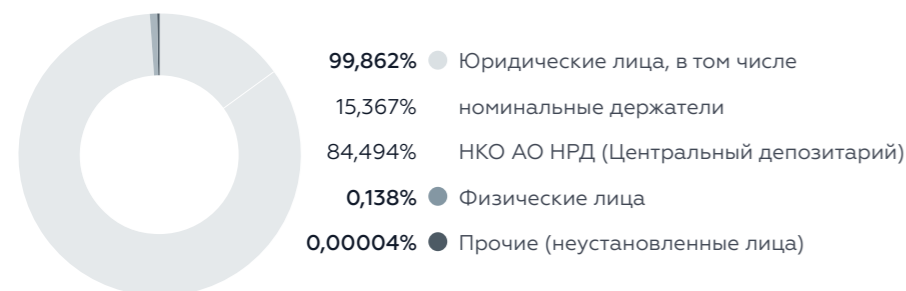 99,862% Юридические лица, в том числе
15,367% номинальные держатели
84,494% НКО АО НРД (Центральный депозитарий)
0,138% Физические лица
0,00004% Прочие (неустановленные лица)